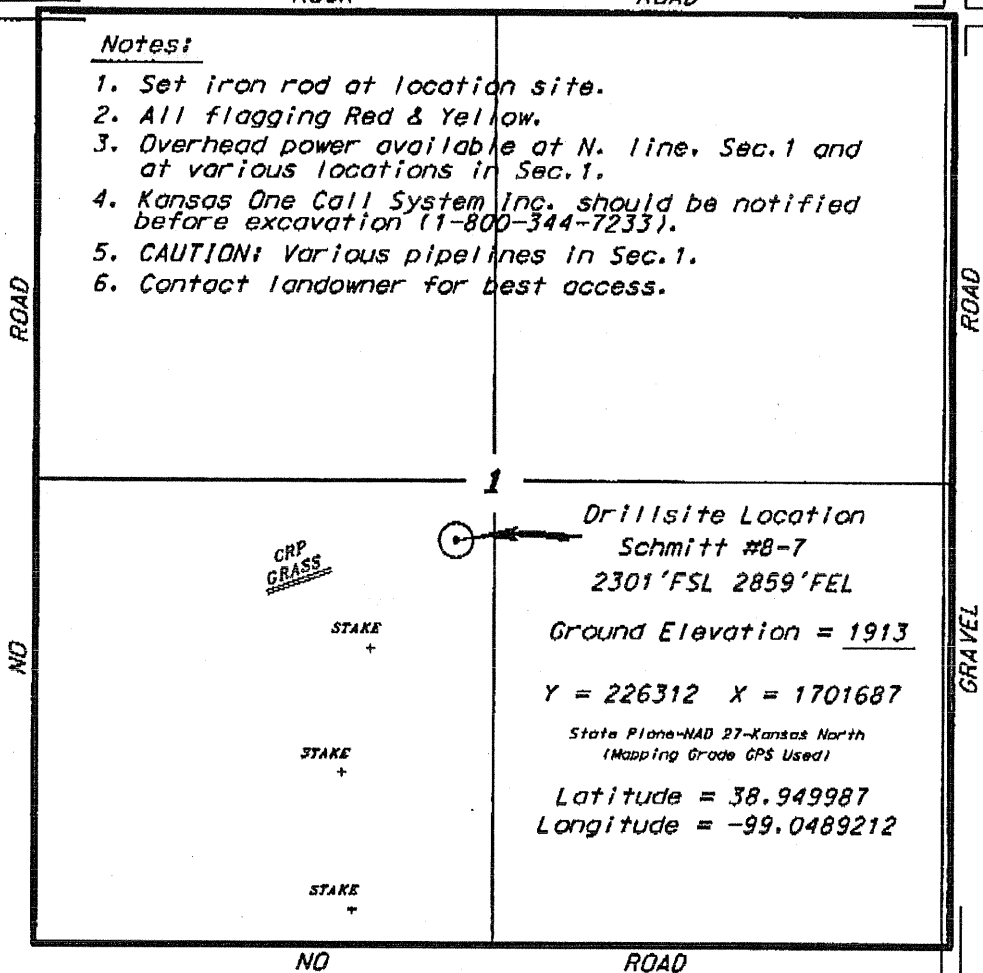 ROAD
Notes:
1. Set iron rod at location site.
2. All flagging Red & Yellow.
3. Overhead power available at N. line, Sec.1 and
at various locations in Sec.1.
4. Kansas One Call System Inc. should be notified
before excavation (1-800-344-7233).
5. CAUTION: Various pipelines in Sec.1.
6. Contact landowner for best access.
ROAD
ROAD
1
Drillsite Location
Schmitt #8-7
2301'FSL 2859'FEL
CRP
GRASS
STAKE
Ground Elevation = 1913
NO
GRAVEL
Y = 226312 X = 1701687
State Plane-NAD 27-Kansas North
(Mapping Grade GPS Used)
STAKE
Latitude = 38.949987
Longitude = -99.0489212
STAKE
NO ROAD